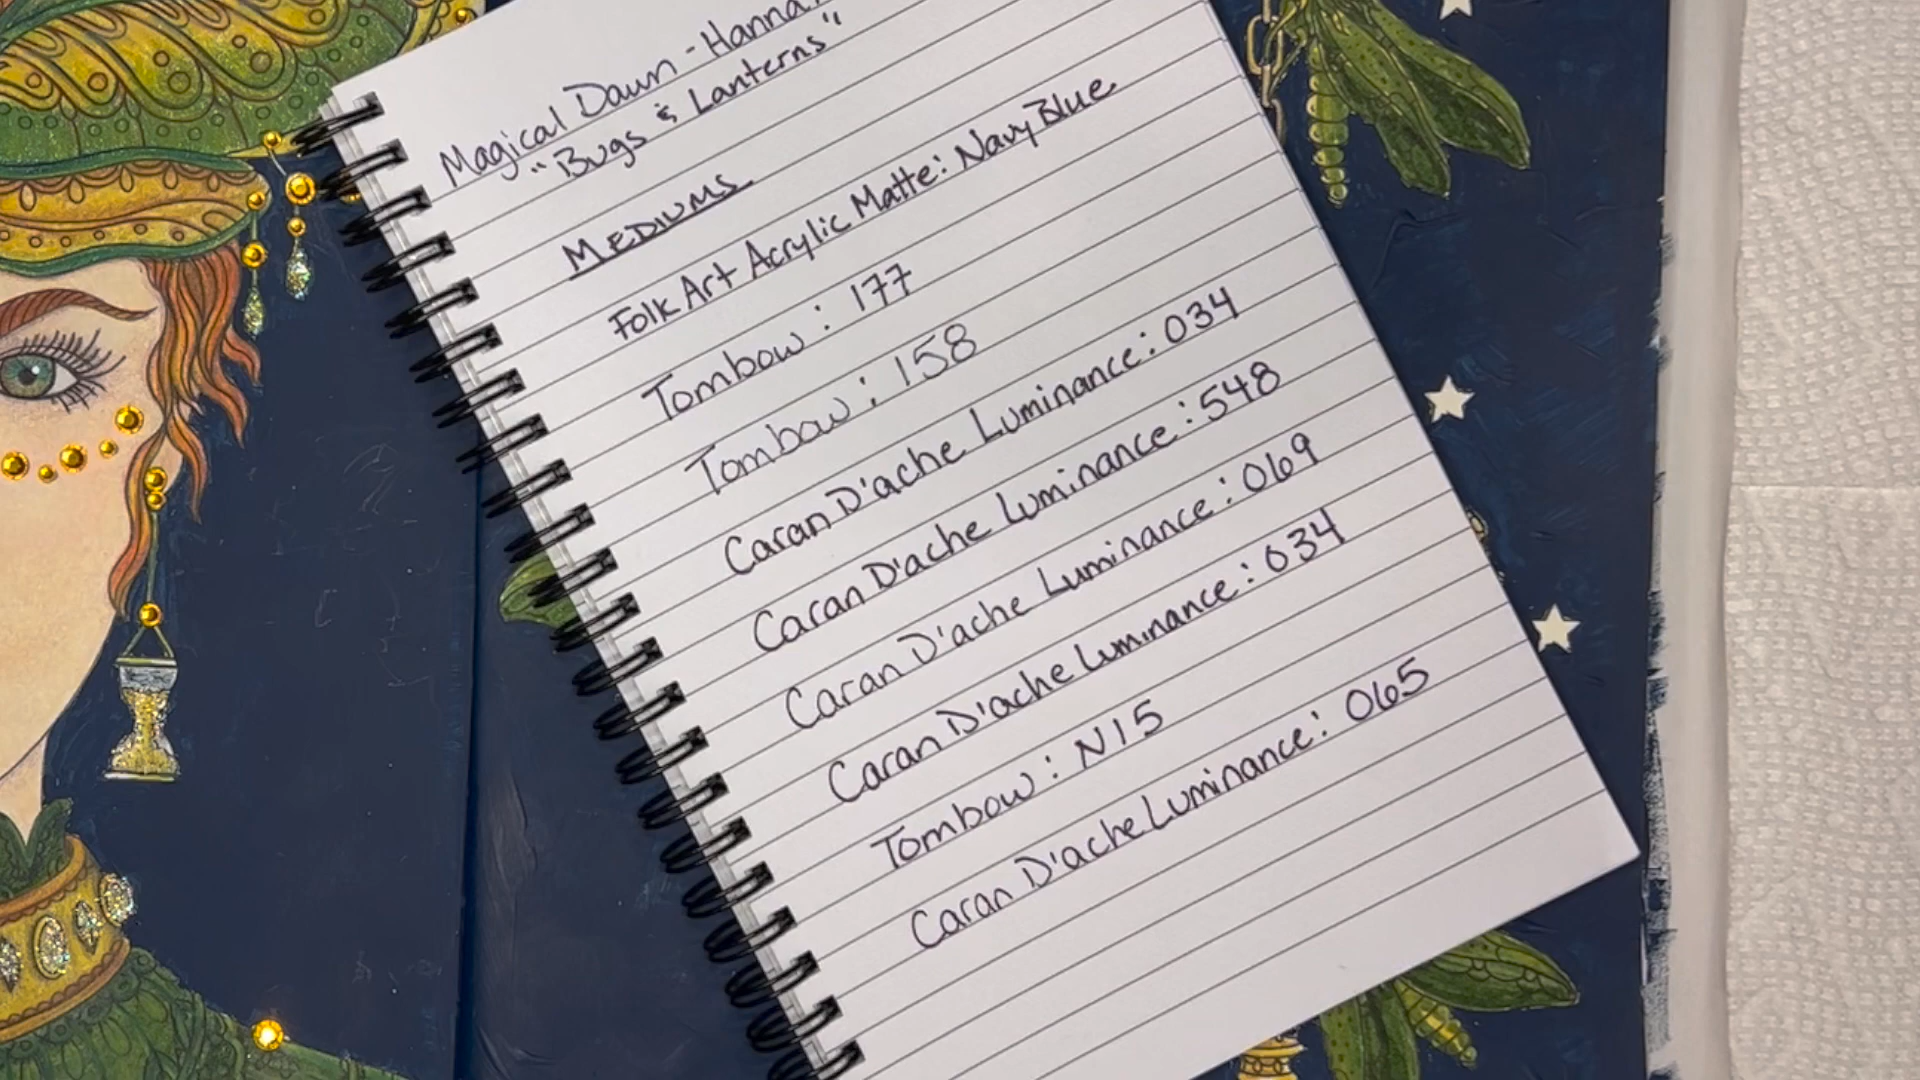 Magical Dawn - Hanna
"Bugs & Lanterns"
MEDIUMS
Folk Art Acrylic Matte: Navy Blue
Tombow: 177
Tombow: 158
Caran D'ache Luminance: 034
Caran D'ache Luminance: 548
Caran D'ache Luminance: 069
Caran D'ache Luminance: 034
Tombow: N15
Caran D'ache Luminance: 065